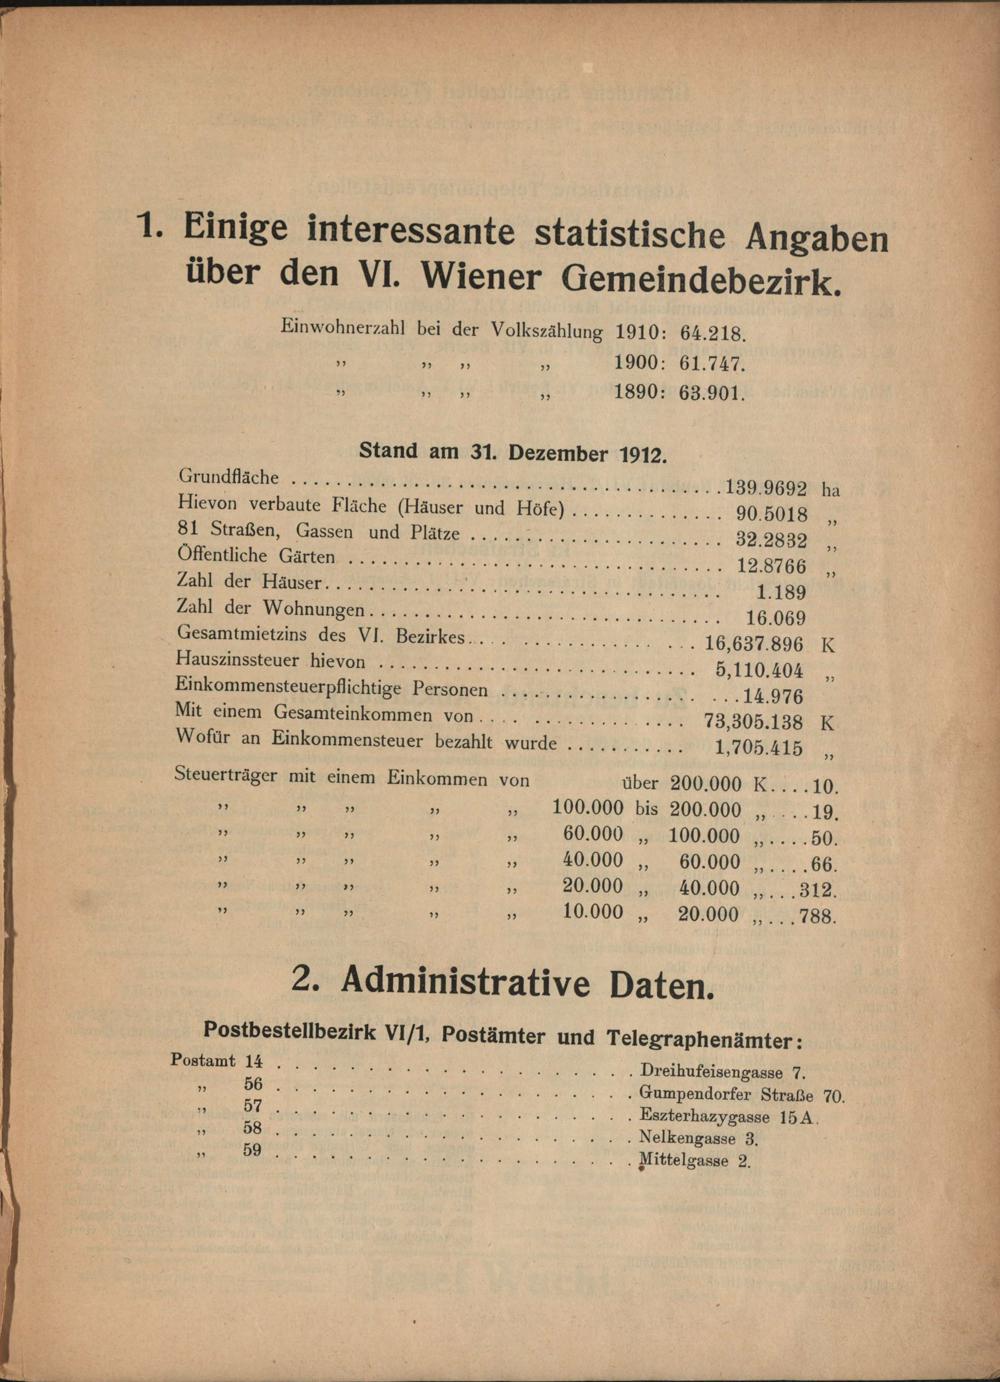 1. Einige interessante statistische Angaben
über den VI. Wiener Gemeindebezirk.
Einwohnerzahl bei der Volkszählung 1910: 64.218.
„ „ „ „ 1900: 61.747.
„ „ „ „ 1890: 63.901.
Stand am 31. Dezember 1912.
Grundfläche ........................................ 139.9692 ha
Hievon verbaute Fläche (Häuser und Höfe) .............. 90.5018 „
81 Straßen, Gassen und Plätze ........................ 32.2832 „
Öffentliche Gärten ................................... 12.8766 „
Zahl der Häuser..................................... 1.189
Zahl der Wohnungen................................. 16.069
Gesamtmietzins des VI. Bezirkes.... ............. ... 16,637.896 K
Hauszinssteuer hievon .............................. 5,110.404 „
Einkommensteuerpflichtige Personen .................. ...14.976
Mit einem Gesamteinkommen von.... ............... 73,305.138 K
Wofür an Einkommensteuer bezahlt wurde ........... 1,705.415 „
Steuerträger mit einem Einkommen von über 200.000 K....10.
„ „ „ „ „ 100.000 bis 200.000 „ ....19.
„ „ „ „ „ 60.000 „ 100.000 „....50.
„ „ „ „ „ 40.000 „ 60.000 „....66.
„ „ „ „ „ 20.000 „ 40.000 „...312.
„ „ „ „ „ 10.000 „ 20.000 „...788.
2. Administrative Daten.
Postbestellbezirk VI/1, Postämter und Telegraphenämter:
Postamt 14 . . . . . . . . . . . . . . . . . . . . Dreihufeisengasse 7.
„ 56 . . . . . . . . . . . . . . . . . . . . Gumpendorfer Straße 70.
„ 57 . . . . . . . . . . . . . . . . . . . . Eszterhazygasse 15 A.
„ 58 . . . . . . . . . . . . . . . . . . . . Nelkengasse 3.
„ 59 . . . . . . . . . . . . . . . . . . . . Mittelgasse 2.